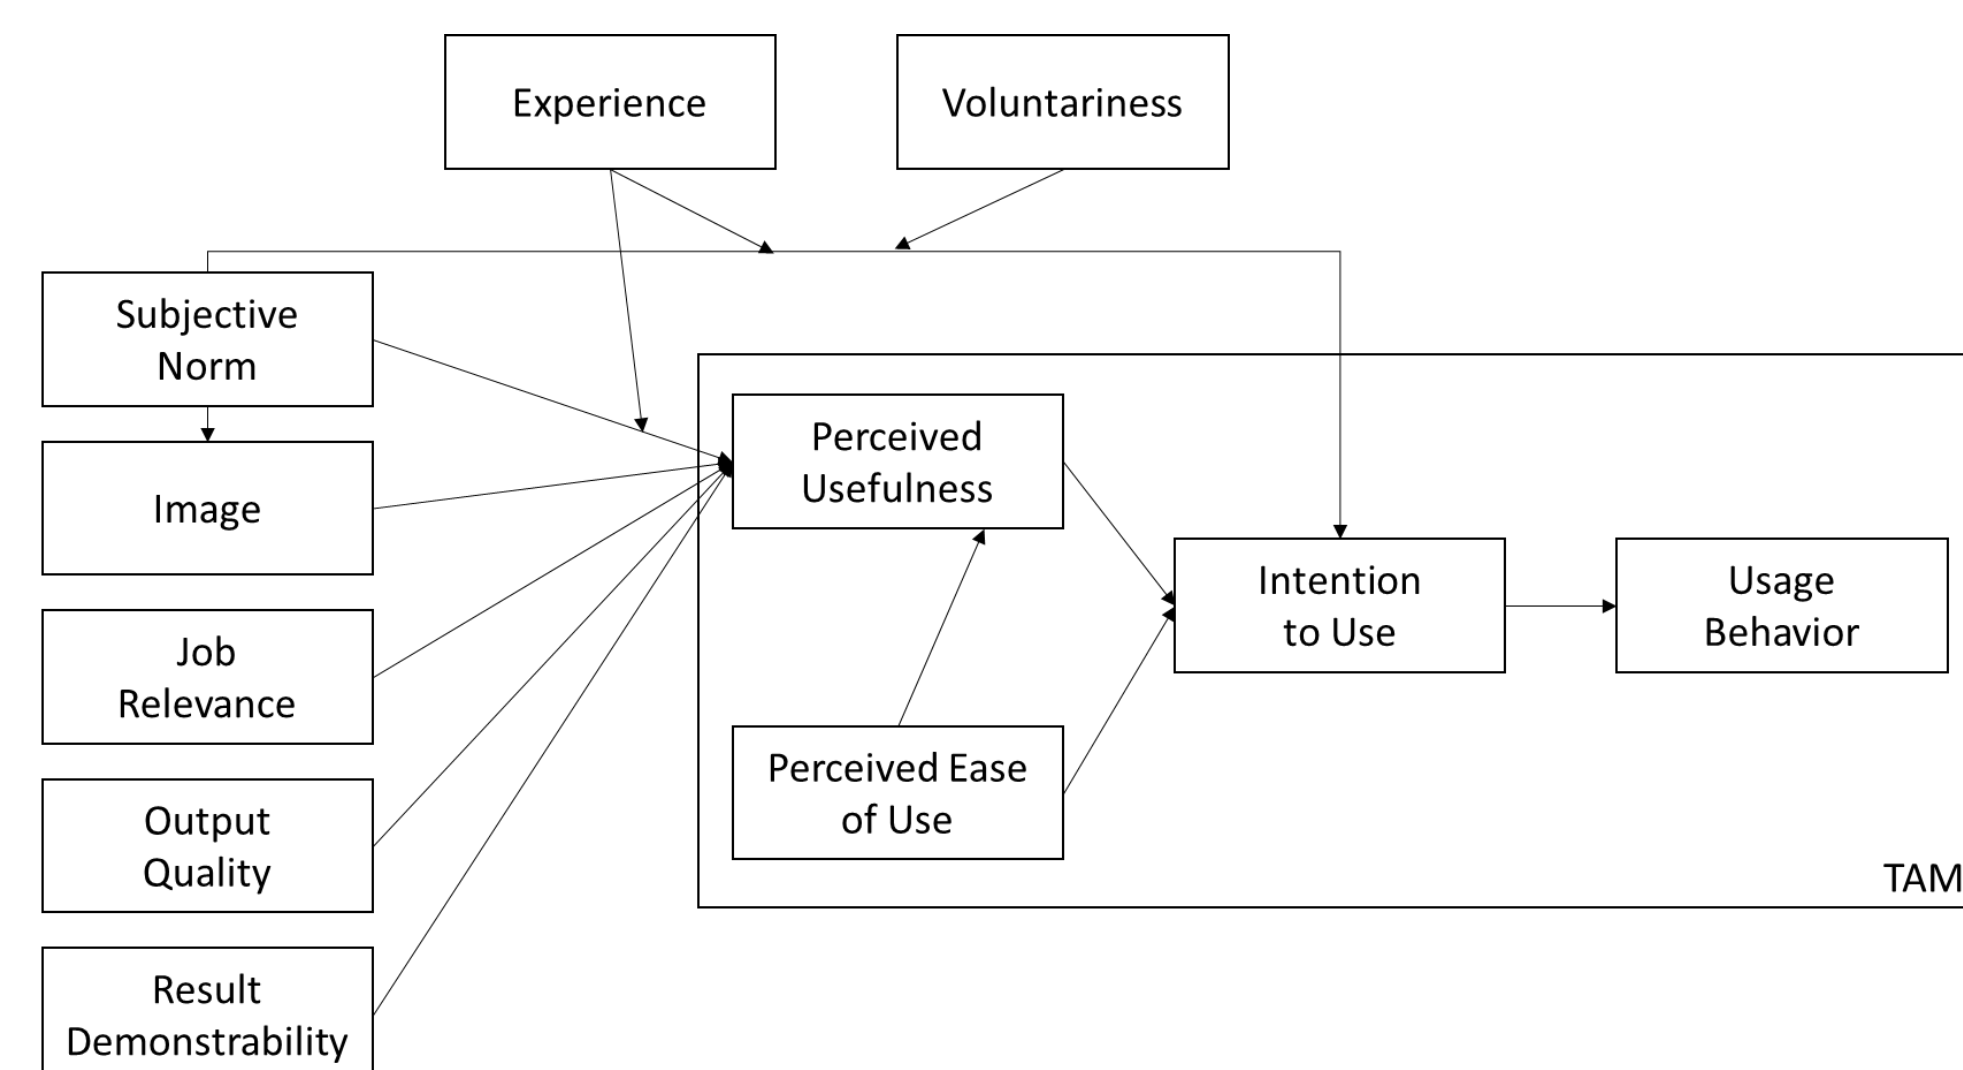 Experience
Voluntariness
Subjective
Norm
Image
Job
Relevance
Output
Quality
Result
Demonstrability
Perceived
Usefulness
Perceived Ease
of Use
Intention
to Use
Usage
Behavior
TAM